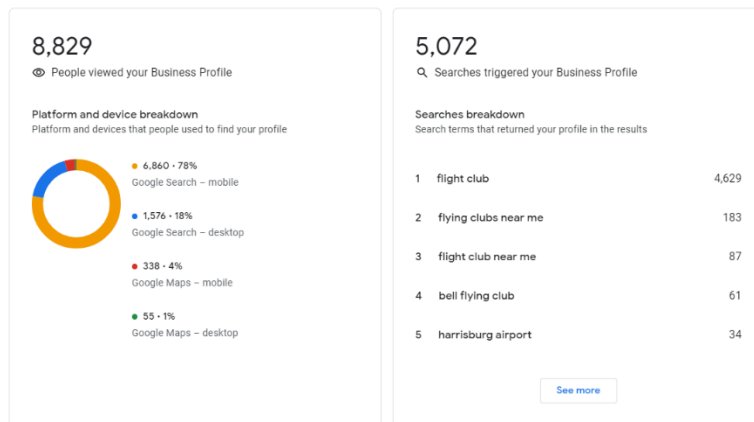 8,829
People viewed your Business Profile
Platform and device breakdown
Platform and devices that people used to find your profile
6,860 • 78%
Google Search – mobile
1,576 • 18%
Google Search – desktop
338 • 4%
Google Maps – mobile
55 • 1%
Google Maps – desktop
5,072
Searches triggered your Business Profile
Searches breakdown
Search terms that returned your profile in the results
1 flight club 4,629
2 flying clubs near me 183
3 flight club near me 87
4 bell flying club 61
5 harrisburg airport 34
See more